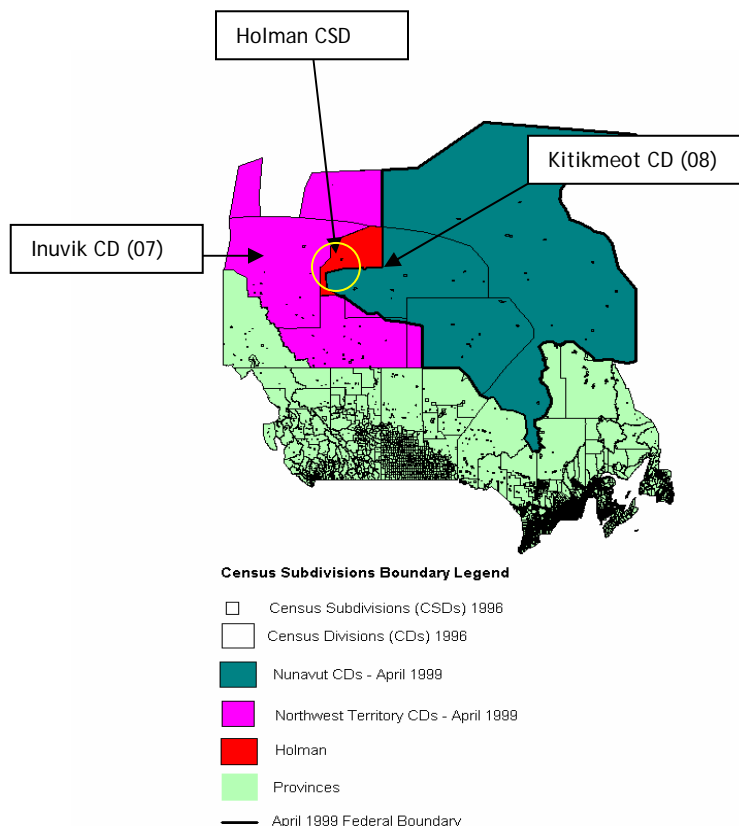 Holman CSD
Kitikmeot CD (08)
Inuvik CD (07)
Census Subdivisions Boundary Legend
Census Subdivisions (CSDs) 1996
Census Divisions (CDs) 1996
Nunavut CDs - April 1999
Northwest Territory CDs - April 1999
Holman
Provinces
April 1999 Federal Boundary